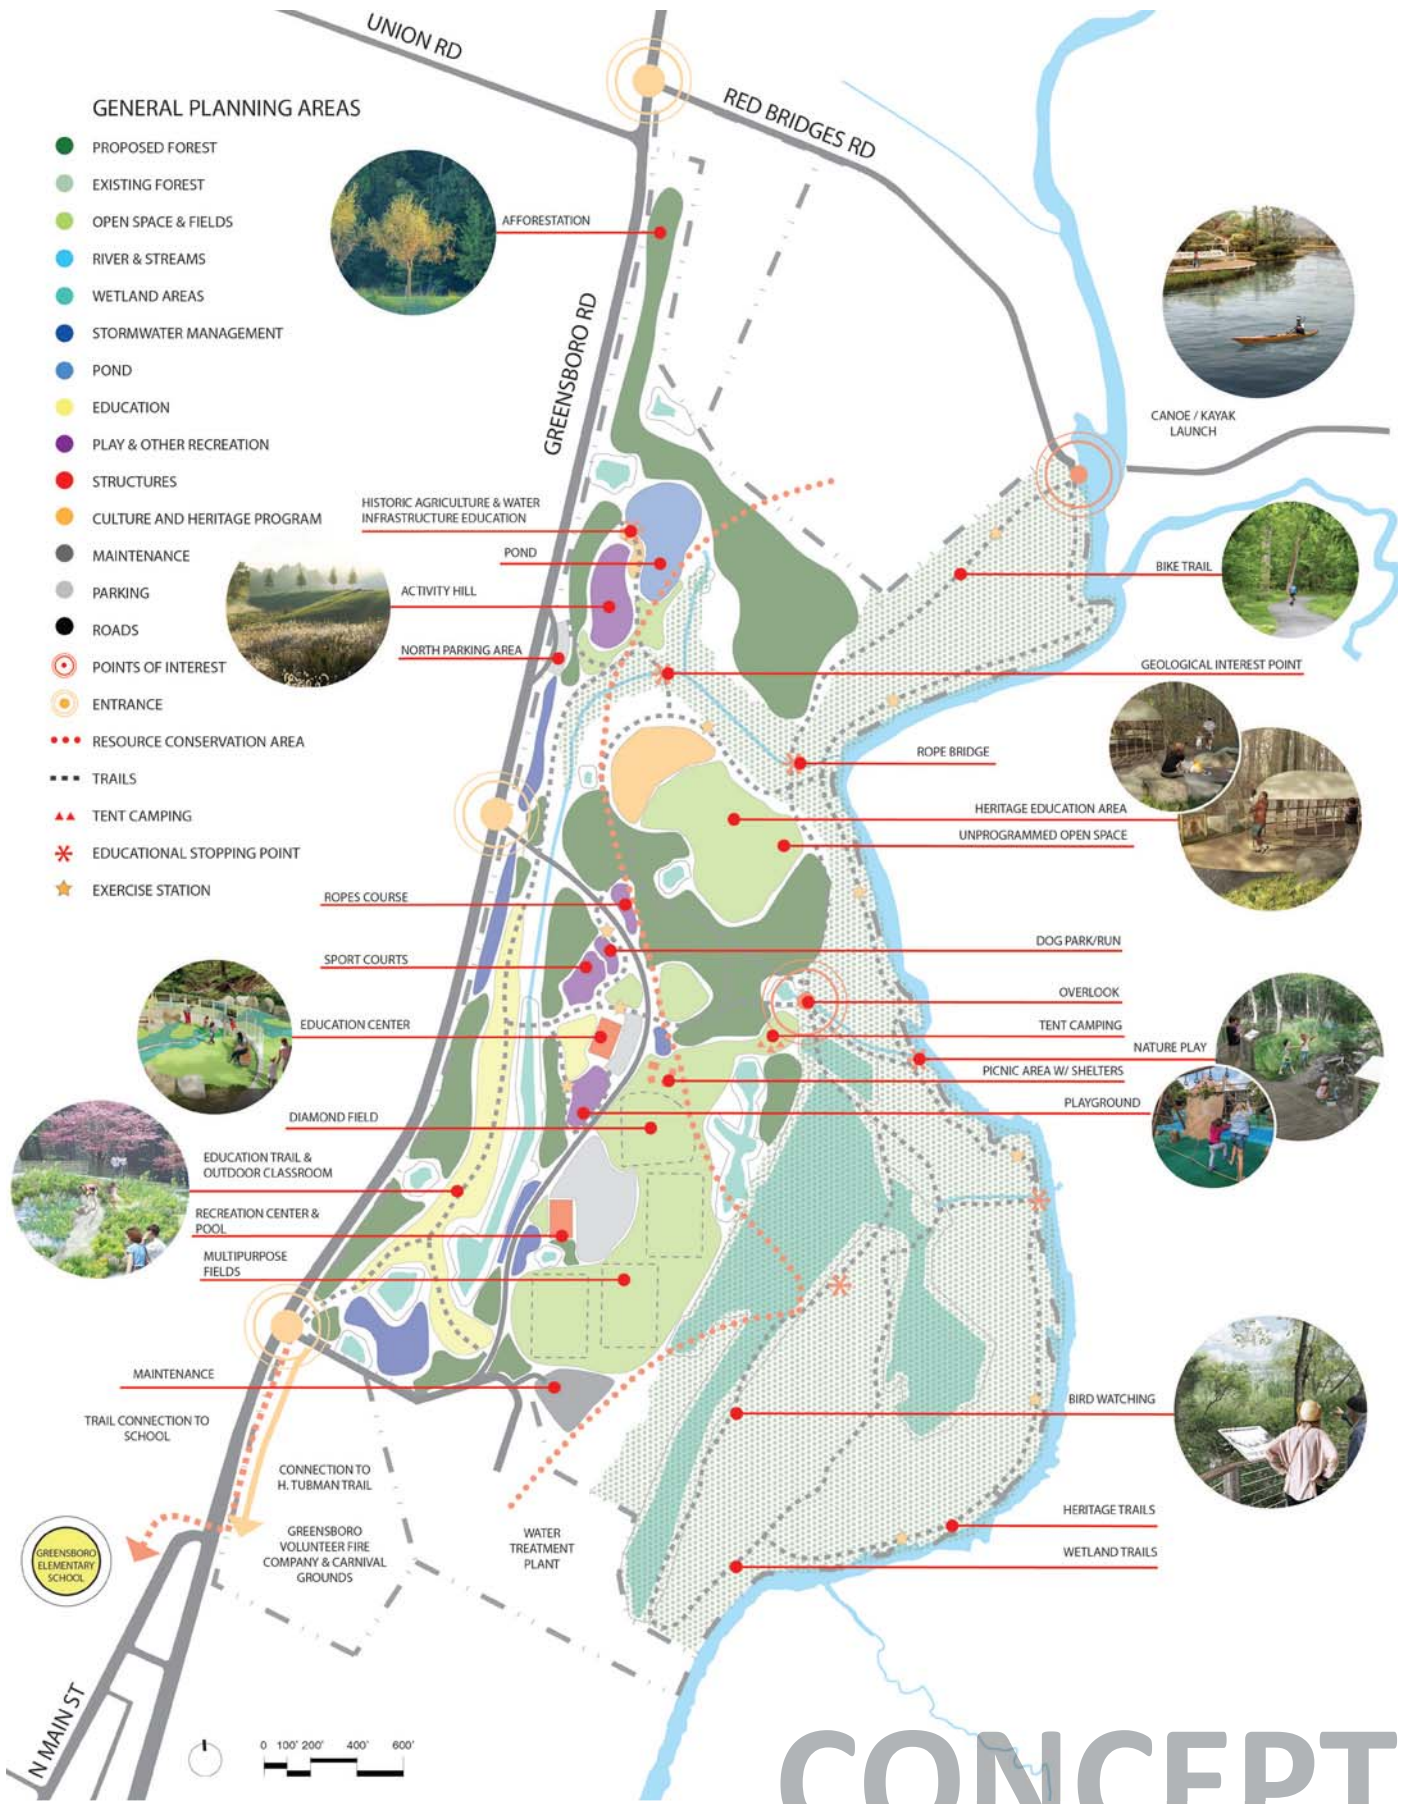 UNION RD
RED BRIDGES RD
GENERAL PLANNING AREAS
PROPOSED FOREST
EXISTING FOREST
OPEN SPACE & FIELDS
RIVER & STREAMS
WETLAND AREAS
STORMWATER MANAGEMENT
POND
EDUCATION
PLAY & OTHER RECREATION
STRUCTURES
CULTURE AND HERITAGE PROGRAM
MAINTENANCE
PARKING
ROADS
POINTS OF INTEREST
ENTRANCE
RESOURCE CONSERVATION AREA
TRAILS
TENT CAMPING
EDUCATIONAL STOPPING POINT
EXERCISE STATION
AFFORESTATION
GREENSBORO RD
CANOE / KAYAK
LAUNCH
HISTORIC AGRICULTURE & WATER
INFRASTRUCTURE EDUCATION
POND
ACTIVITY HILL
NORTH PARKING AREA
BIKE TRAIL
GEOLOGICAL INTEREST POINT
ROPE BRIDGE
HERITAGE EDUCATION AREA
UNPROGRAMMED OPEN SPACE
ROPES COURSE
SPORT COURTS
DOG PARK/RUN
OVERLOOK
EDUCATION CENTER
TENT CAMPING
NATURE PLAY
PICNIC AREA W/ SHELTERS
PLAYGROUND
DIAMOND FIELD
EDUCATION TRAIL &
OUTDOOR CLASSROOM
RECREATION CENTER &
POOL
MULTIPURPOSE
FIELDS
MAINTENANCE
TRAIL CONNECTION TO
SCHOOL
BIRD WATCHING
CONNECTION TO
H. TUBMAN TRAIL
GREENSBORO
VOLUNTEER FIRE
COMPANY & CARNIVAL
GROUNDS
WATER
TREATMENT
PLANT
HERITAGE TRAILS
WETLAND TRAILS
GREENSBORO
ELEMENTARY
SCHOOL
N MAIN ST
0 100' 200' 400' 600'
CONCEPT